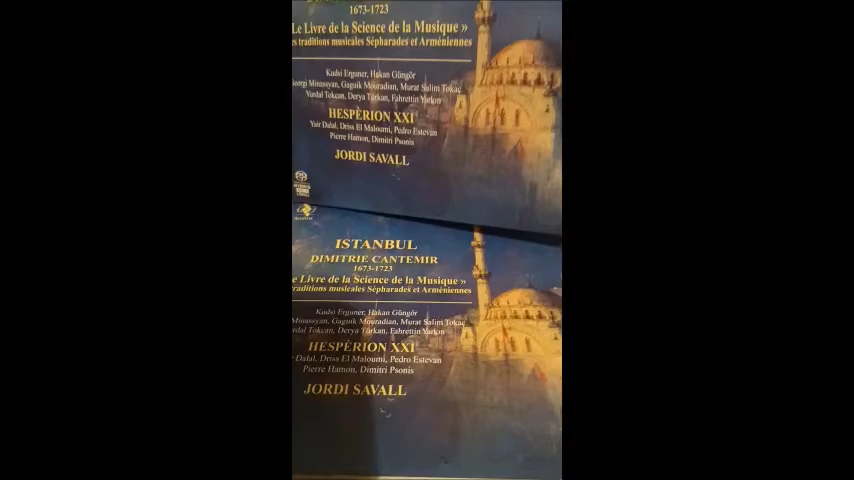 1673-1723
Le Livre de la Science de la Musique »
es traditions musicales Sépharades et Arméniennes
Kudsi Erguner, Hakan Güngör
Minassyan, Gaguik Mouradian, Murat Salim Tokaç
Yurdal Tokcan, Derya Türkan, Fahrettin Yarkın
HESPÈRION XXI
Yair Dalal, Driss El Maloumi, Pedro Estevan
Pierre Hamon, Dimitri Psonis
JORDI SAVALL
ISTANBUL
DIMITRIE CANTEMIR
1673-1723
e Livre de la Science de la Musique »
traditions musicales Sépharades et Arméniennes
Kudsi Erguner, Hakan Güngör
Minassyan, Gaguik Mouradian, Murat Salim Tokaç
rdal Tokcan, Derya Türkan, Fahrettin Yarkın
HESPÈRION XXI
Dalal, Driss El Maloumi, Pedro Estevan
Pierre Hamon, Dimitri Psonis
JORDI SAVALL